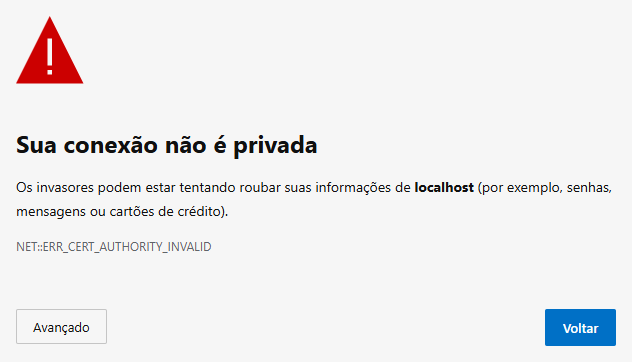 Sua conexão não é privada
Os invasores podem estar tentando roubar suas informações de localhost (por exemplo, senhas,
mensagens ou cartões de crédito).
NET::ERR_CERT_AUTHORITY_INVALID
Avançado
Voltar